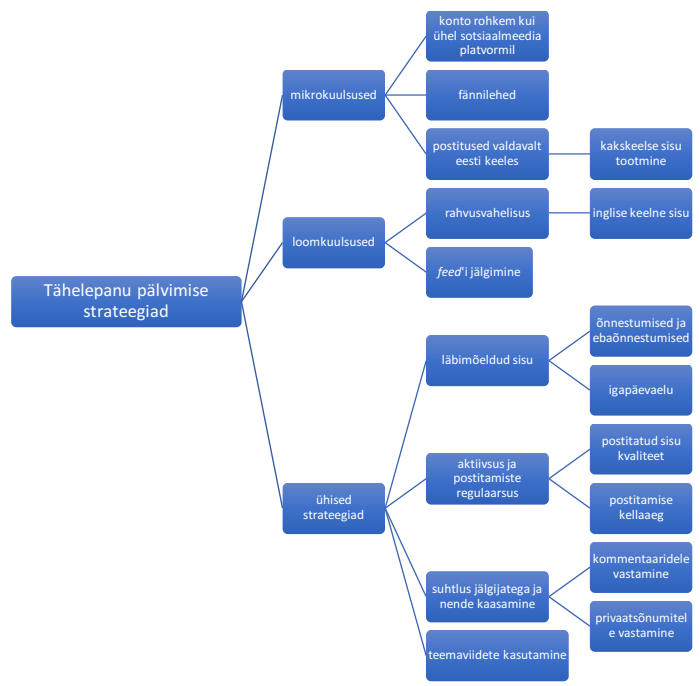 Tähelepanu pälvimise
strateegiad
mikrokuulsused
konto rohkem kui
ühel sotsiaalmeedia
platvormil
fännilehed
postitused valdavalt
eesti keeles
kakskeelse sisu
tootmine
loomkuulsused
rahvusvahelisus
inglise keelne sisu
feed'i jälgimine
ühised
strateegiad
läbimõeldud sisu
õnnestumised ja
ebaõnnestumised
igapäevaelu
aktiivsus ja
postitamiste
regulaarsus
postitatud sisu
kvaliteet
postitamise
kellaaeg
suhtlus jälgijatega ja
nende kaasamine
kommentaaridele
vastamine
privaatsõnumitel
e vastamine
teemaviidete kasutamine